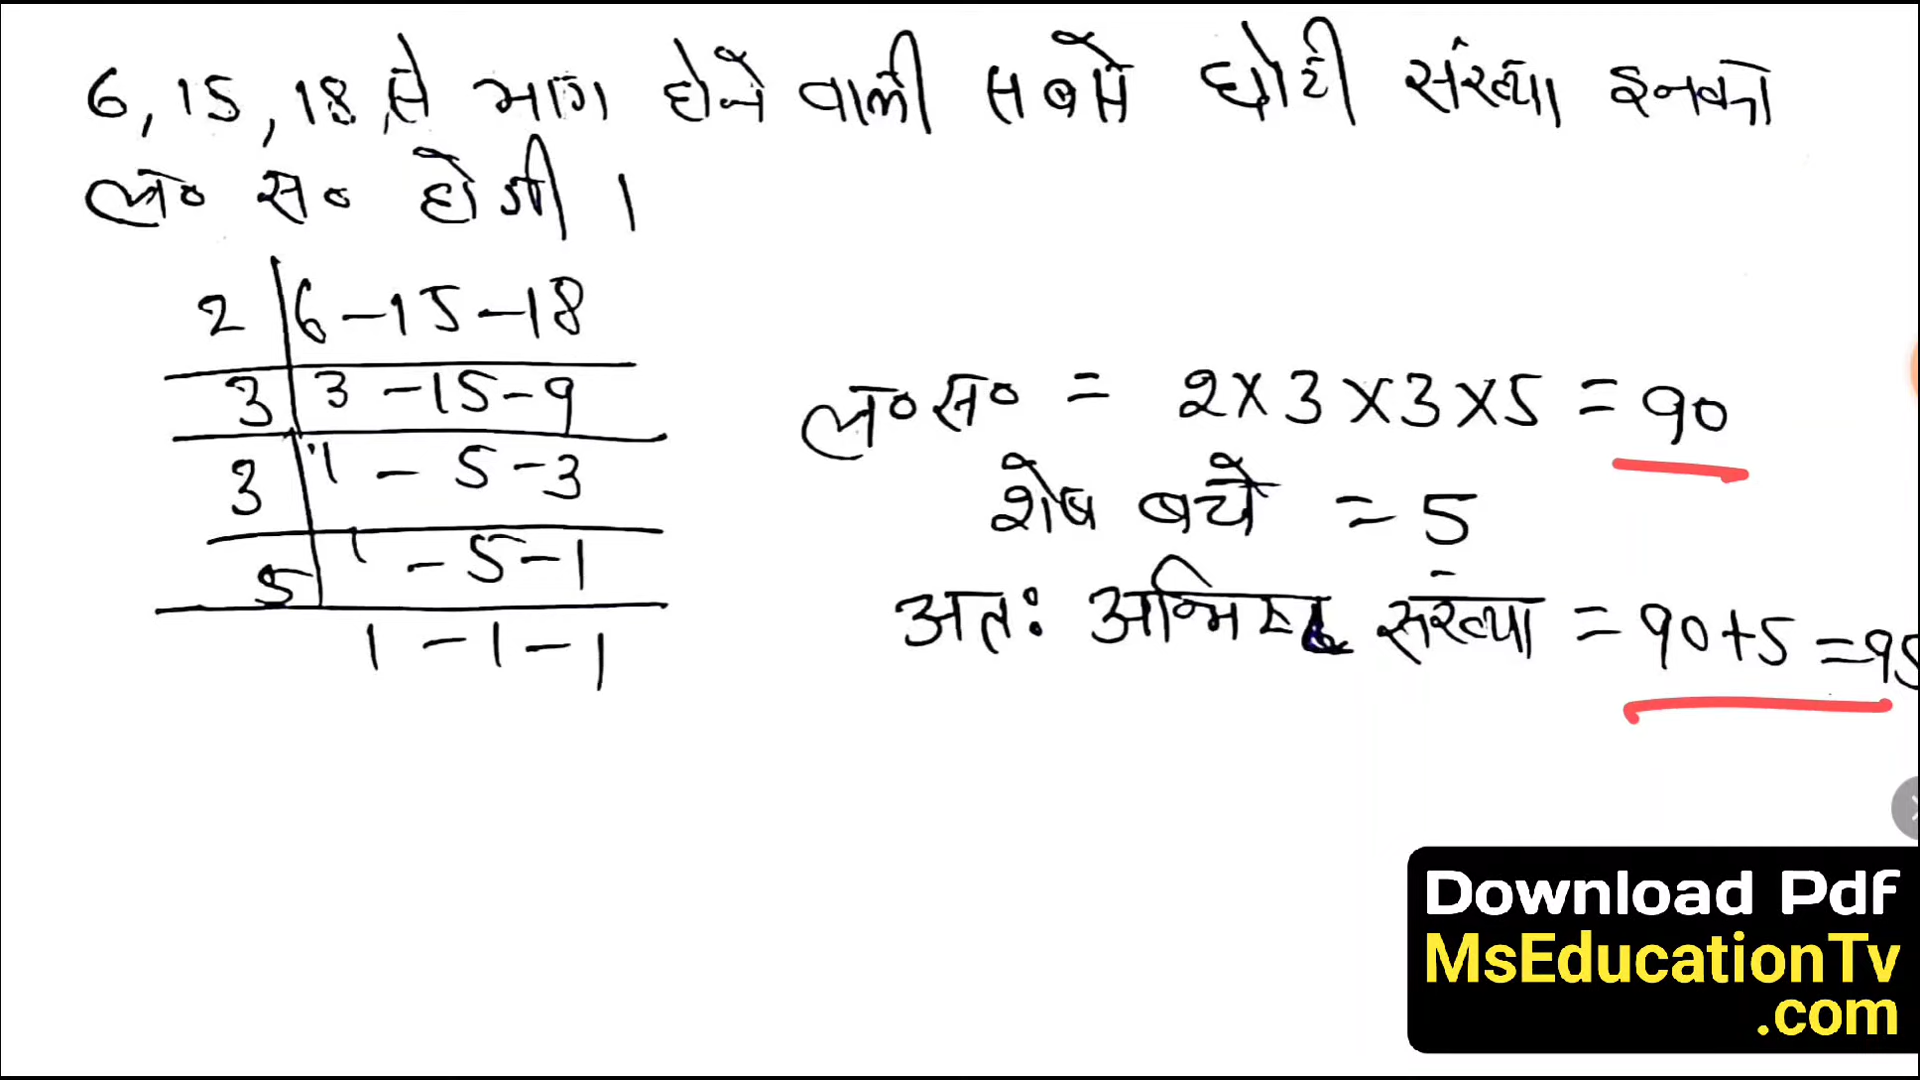 6, 15, 18, से भाग होने वाली सबसे छोटी संख्या इनका
ल० स० होगी ।
2 | 6 – 15 – 18
3 | 3 – 15 – 9
3 | 1 – 5 – 3
5 | 1 – 5 – 1
1 – 1 – 1
ल० स० = 2 × 3 × 3 × 5 = 90
शेष बचे = 5
अतः संख्या = 90 + 5 = 95
Download Pdf
MsEducationTv
.com